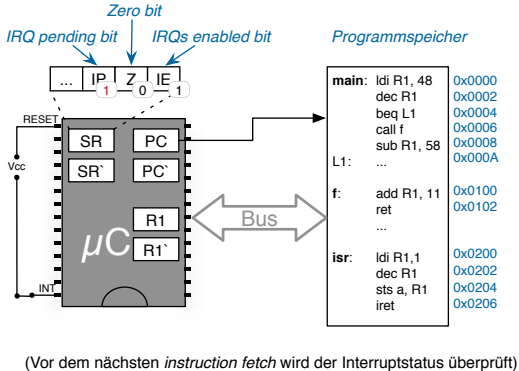 Zero bit
IRQ pending bit
IRQs enabled bit
Programmspeicher
... IP Z IE
1 0 1
RESET
SR PC
SR` PC`
Vcc
R1
µC
R1`
INT
Bus
main: ldi R1, 48 0x0000
dec R1 0x0002
beq L1 0x0004
call f 0x0006
sub R1, 58 0x0008
L1: ... 0x000A
f: add R1, 11 0x0100
ret 0x0102
...
isr: ldi R1,1 0x0200
dec R1 0x0202
sts a, R1 0x0204
iret 0x0206
(Vor dem nächsten instruction fetch wird der Interruptstatus überprüft)